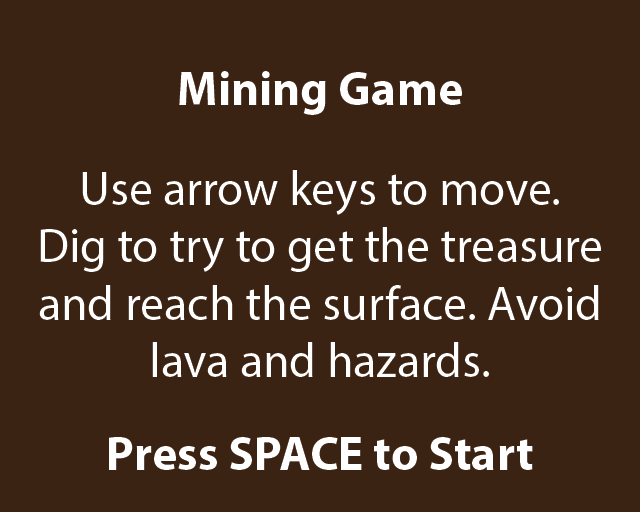 Mining Game
Use arrow keys to move.
Dig to try to get the treasure
and reach the surface. Avoid
lava and hazards.
Press SPACE to Start